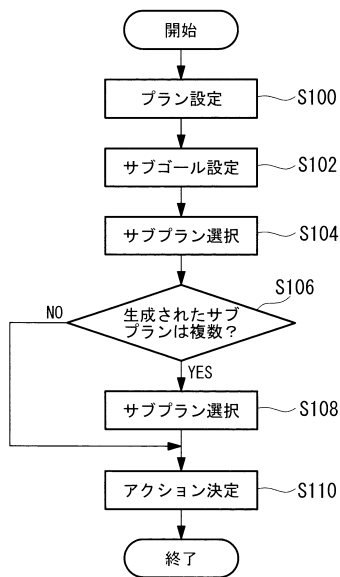 開始
プラン設定
S100
サブゴール設定
S102
サブプラン選択
S104
生成されたサブ
プランは複数?
S106
NO
YES
サブプラン選択
S108
アクション決定
S110
終了